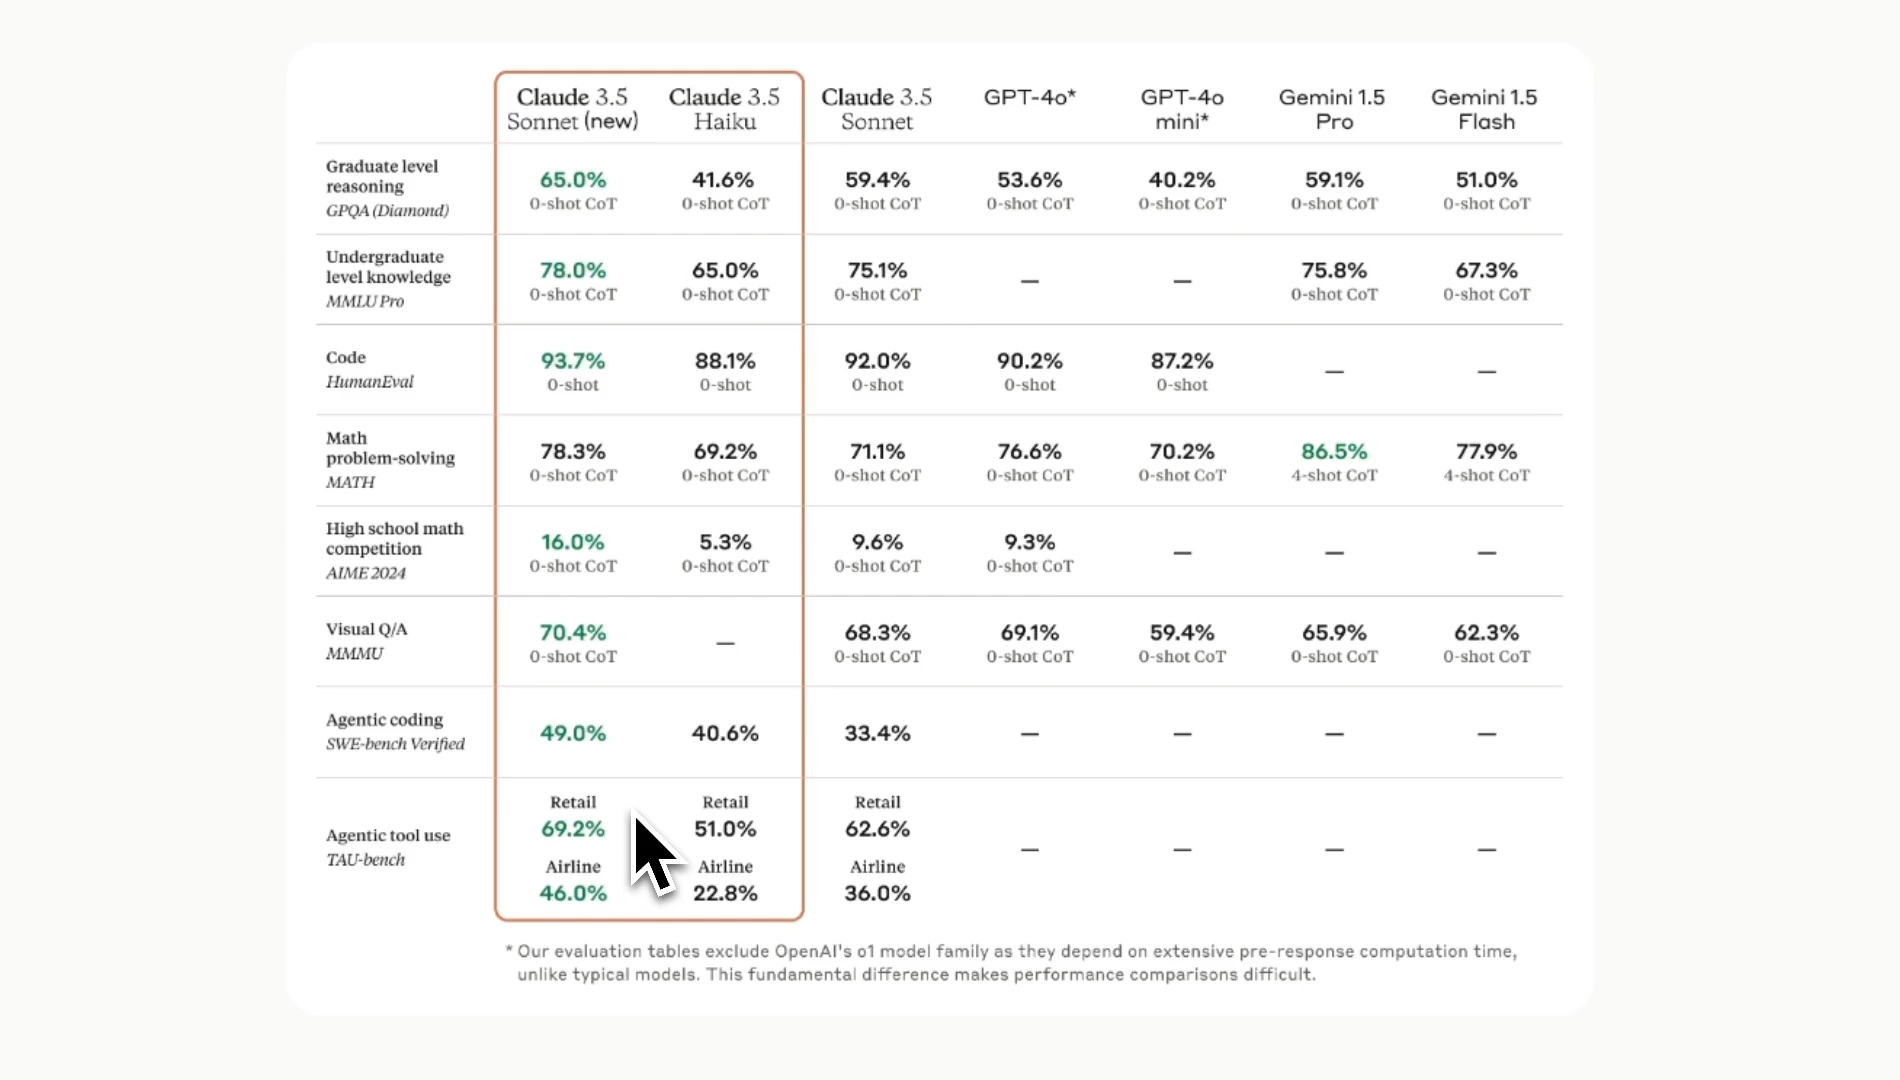 Claude 3.5 Sonnet (new) Claude 3.5 Haiku Claude 3.5 Sonnet GPT-4o* GPT-4o mini* Gemini 1.5 Pro Gemini 1.5 Flash
Graduate level
reasoning
GPQA (Diamond)
65.0% 41.6% 59.4% 53.6% 40.2% 59.1% 51.0%
0-shot CoT 0-shot CoT 0-shot CoT 0-shot CoT 0-shot CoT 0-shot CoT 0-shot CoT
Undergraduate
level knowledge
MMLU Pro
78.0% 65.0% 75.1% — — 75.8% 67.3%
0-shot CoT 0-shot CoT 0-shot CoT 0-shot CoT 0-shot CoT
Code
HumanEval
93.7% 88.1% 92.0% 90.2% 87.2% — —
0-shot 0-shot 0-shot 0-shot 0-shot
Math
problem-solving
MATH
78.3% 69.2% 71.1% 76.6% 70.2% 86.5% 77.9%
0-shot CoT 0-shot CoT 0-shot CoT 0-shot CoT 0-shot CoT 4-shot CoT 4-shot CoT
High school math
competition
AIME 2024
16.0% 5.3% 9.6% 9.3% — — —
0-shot CoT 0-shot CoT 0-shot CoT 0-shot CoT
Visual Q/A
MMMU
70.4% — 68.3% 69.1% 59.4% 65.9% 62.3%
0-shot CoT 0-shot CoT 0-shot CoT 0-shot CoT 0-shot CoT 0-shot CoT
Agentic coding
SWE-bench Verified
49.0% 40.6% 33.4% — — — —
Agentic tool use
TAU-bench
Retail Retail Retail
69.2% 51.0% 62.6% — — — —
Airline Airline Airline
46.0% 22.8% 36.0%
* Our evaluation tables exclude OpenAI's o1 model family as they depend on extensive pre-response computation time,
unlike typical models. This fundamental difference makes performance comparisons difficult.